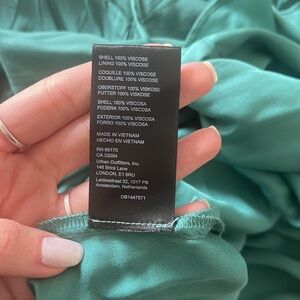 SHELL 100% VISCOSE
LINING 100% VISCOSE
COQUILLE 100% VISCOSE
DOUBLURE 100% VISCOSE
OBERSTOFF 100% VISKOSE
FUTTER 100% VISKOSE
SHELL 100% VISCOSA
FODERA 100% VISCOSA
EXTERIOR 100% VISCOSA
FORRO 100% VISCOSA
MADE IN VIETNAM
HECHO EN VIETNAM
RN 66170
CA 32084
Urban Outfitters, Inc.
146 Brick Lane
LONDON, E1 6RU
Leidsestraat 32, 1017 PB
Amsterdam, Netherlands
GB1447571